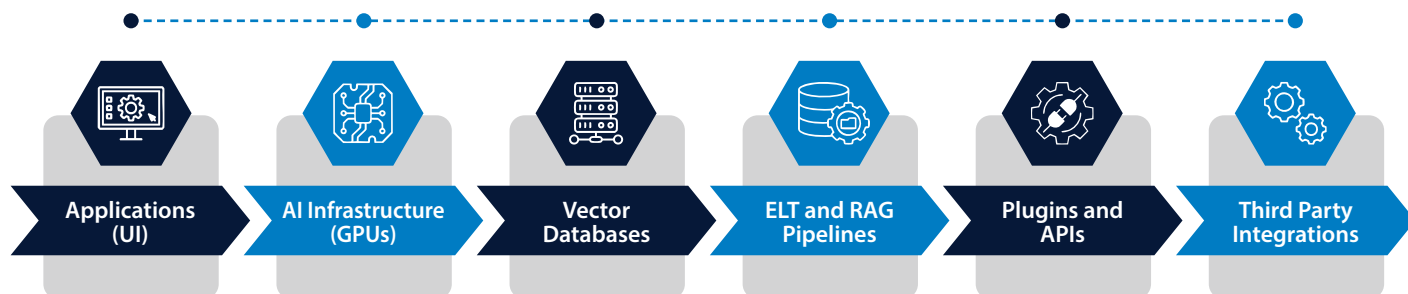 Applications
(UI)
AI Infrastructure
(GPUs)
Vector
Databases
ELT and RAG
Pipelines
Plugins and
APIs
Third Party
Integrations